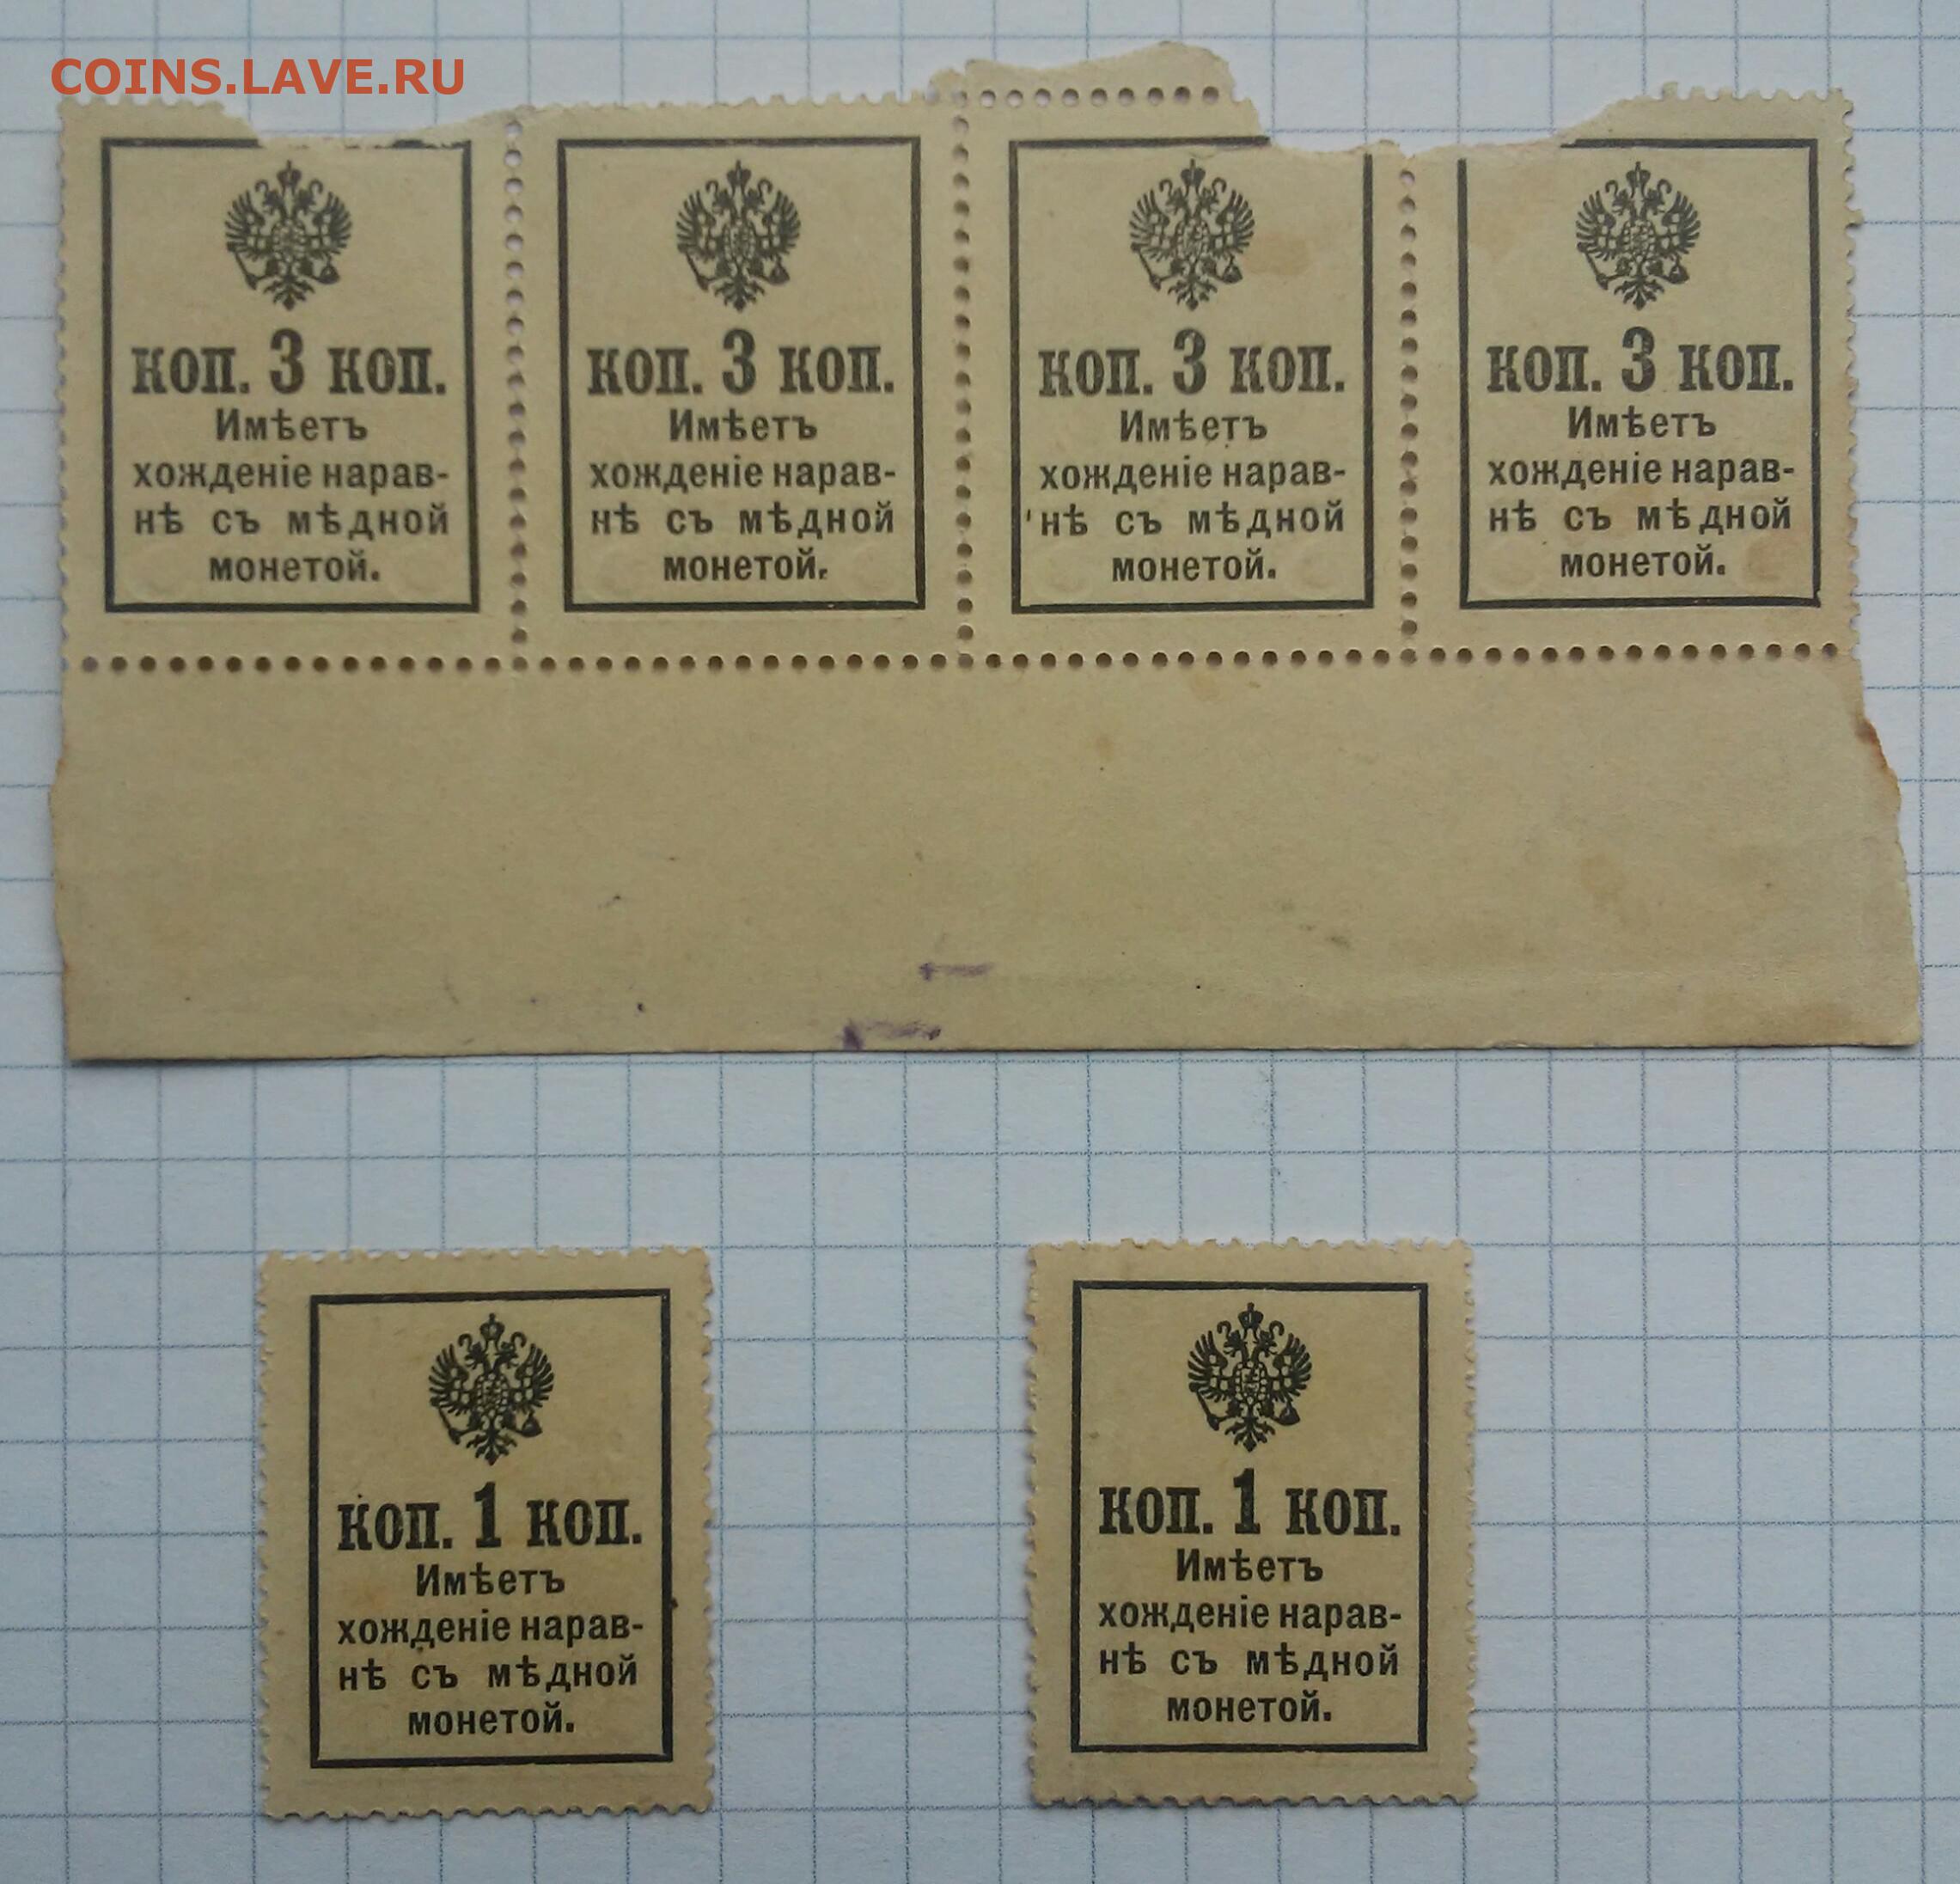 COINS.LAVE.RU
коп. 3 коп.
Имѣетъ
хожденіе нарав-
нѣ съ мѣдной
монетой.
коп. 3 коп.
Имѣетъ
хожденіе нарав-
нѣ съ мѣдной
монетой.
коп. 3 коп.
Имѣетъ
хожденіе нарав-
нѣ съ мѣдной
монетой.
коп. 3 коп.
Имѣетъ
хожденіе нарав-
нѣ съ мѣдной
монетой.
коп. 1 коп.
Имѣетъ
хожденіе нарав-
нѣ съ мѣдной
монетой.
коп. 1 коп.
Имѣетъ
хожденіе нарав-
нѣ съ мѣдной
монетой.